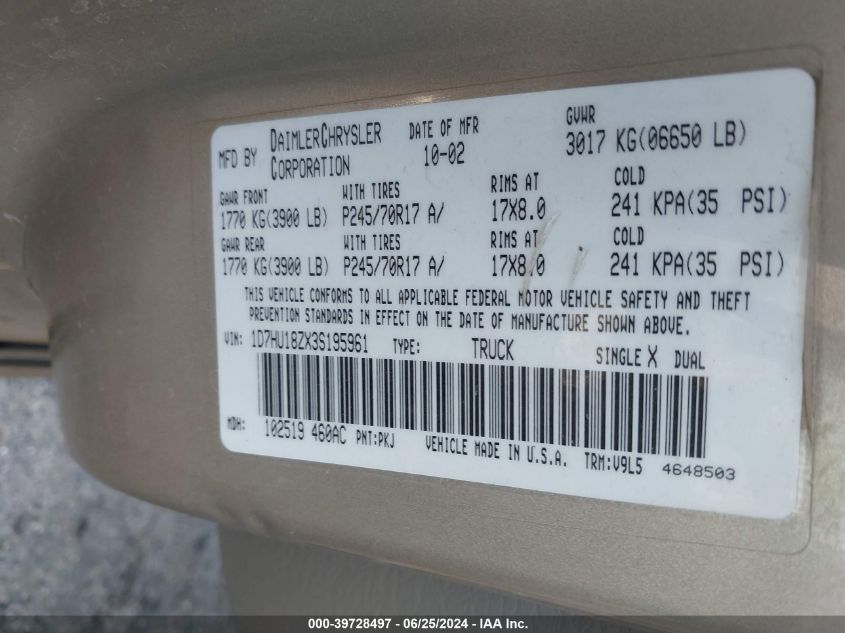 MFD BY DAIMLERCHRYSLER CORPORATION DATE OF MFR 10-02 GVWR 3017 KG(06650 LB)
GAWR FRONT WITH TIRES RIMS AT COLD
1770 KG(3900 LB) P245/70R17 A/ 17X8.0 241 KPA(35 PSI)
GAWR REAR WITH TIRES RIMS AT COLD
1770 KG(3900 LB) P245/70R17 A/ 17X8.0 241 KPA(35 PSI)
THIS VEHICLE CONFORMS TO ALL APPLICABLE FEDERAL MOTOR VEHICLE SAFETY AND THEFT
PREVENTION STANDARDS IN EFFECT ON THE DATE OF MANUFACTURE SHOWN ABOVE.
VIN: 1D7HU18ZX3S195961 TYPE: TRUCK SINGLE X DUAL
MDH: 102519 460AC PNT:PKJ VEHICLE MADE IN U.S.A. TRM:V9L5 4648503
000-39728497 - 06/25/2024 - IAA Inc.